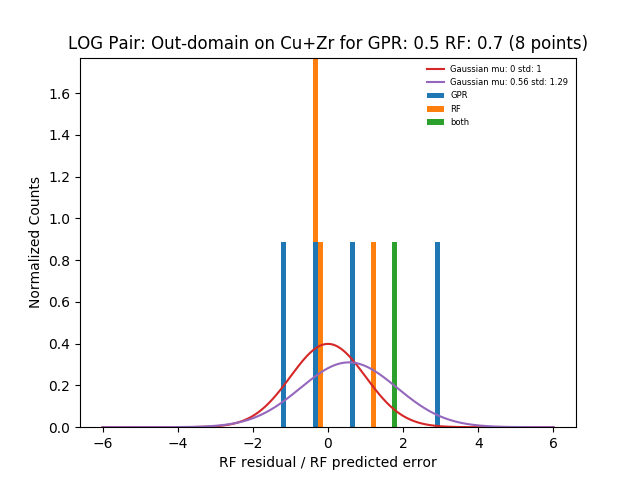 LOG Pair: Out-domain on Cu+Zr for GPR: 0.5 RF: 0.7 (8 points)
Gaussian mu: 0 std: 1
Gaussian mu: 0.56 std: 1.29
GPR
RF
both
Normalized Counts
1.6
1.4
1.2
1.0
0.8
0.6
0.4
0.2
0.0
−6
−4
−2
0
2
4
6
RF residual / RF predicted error